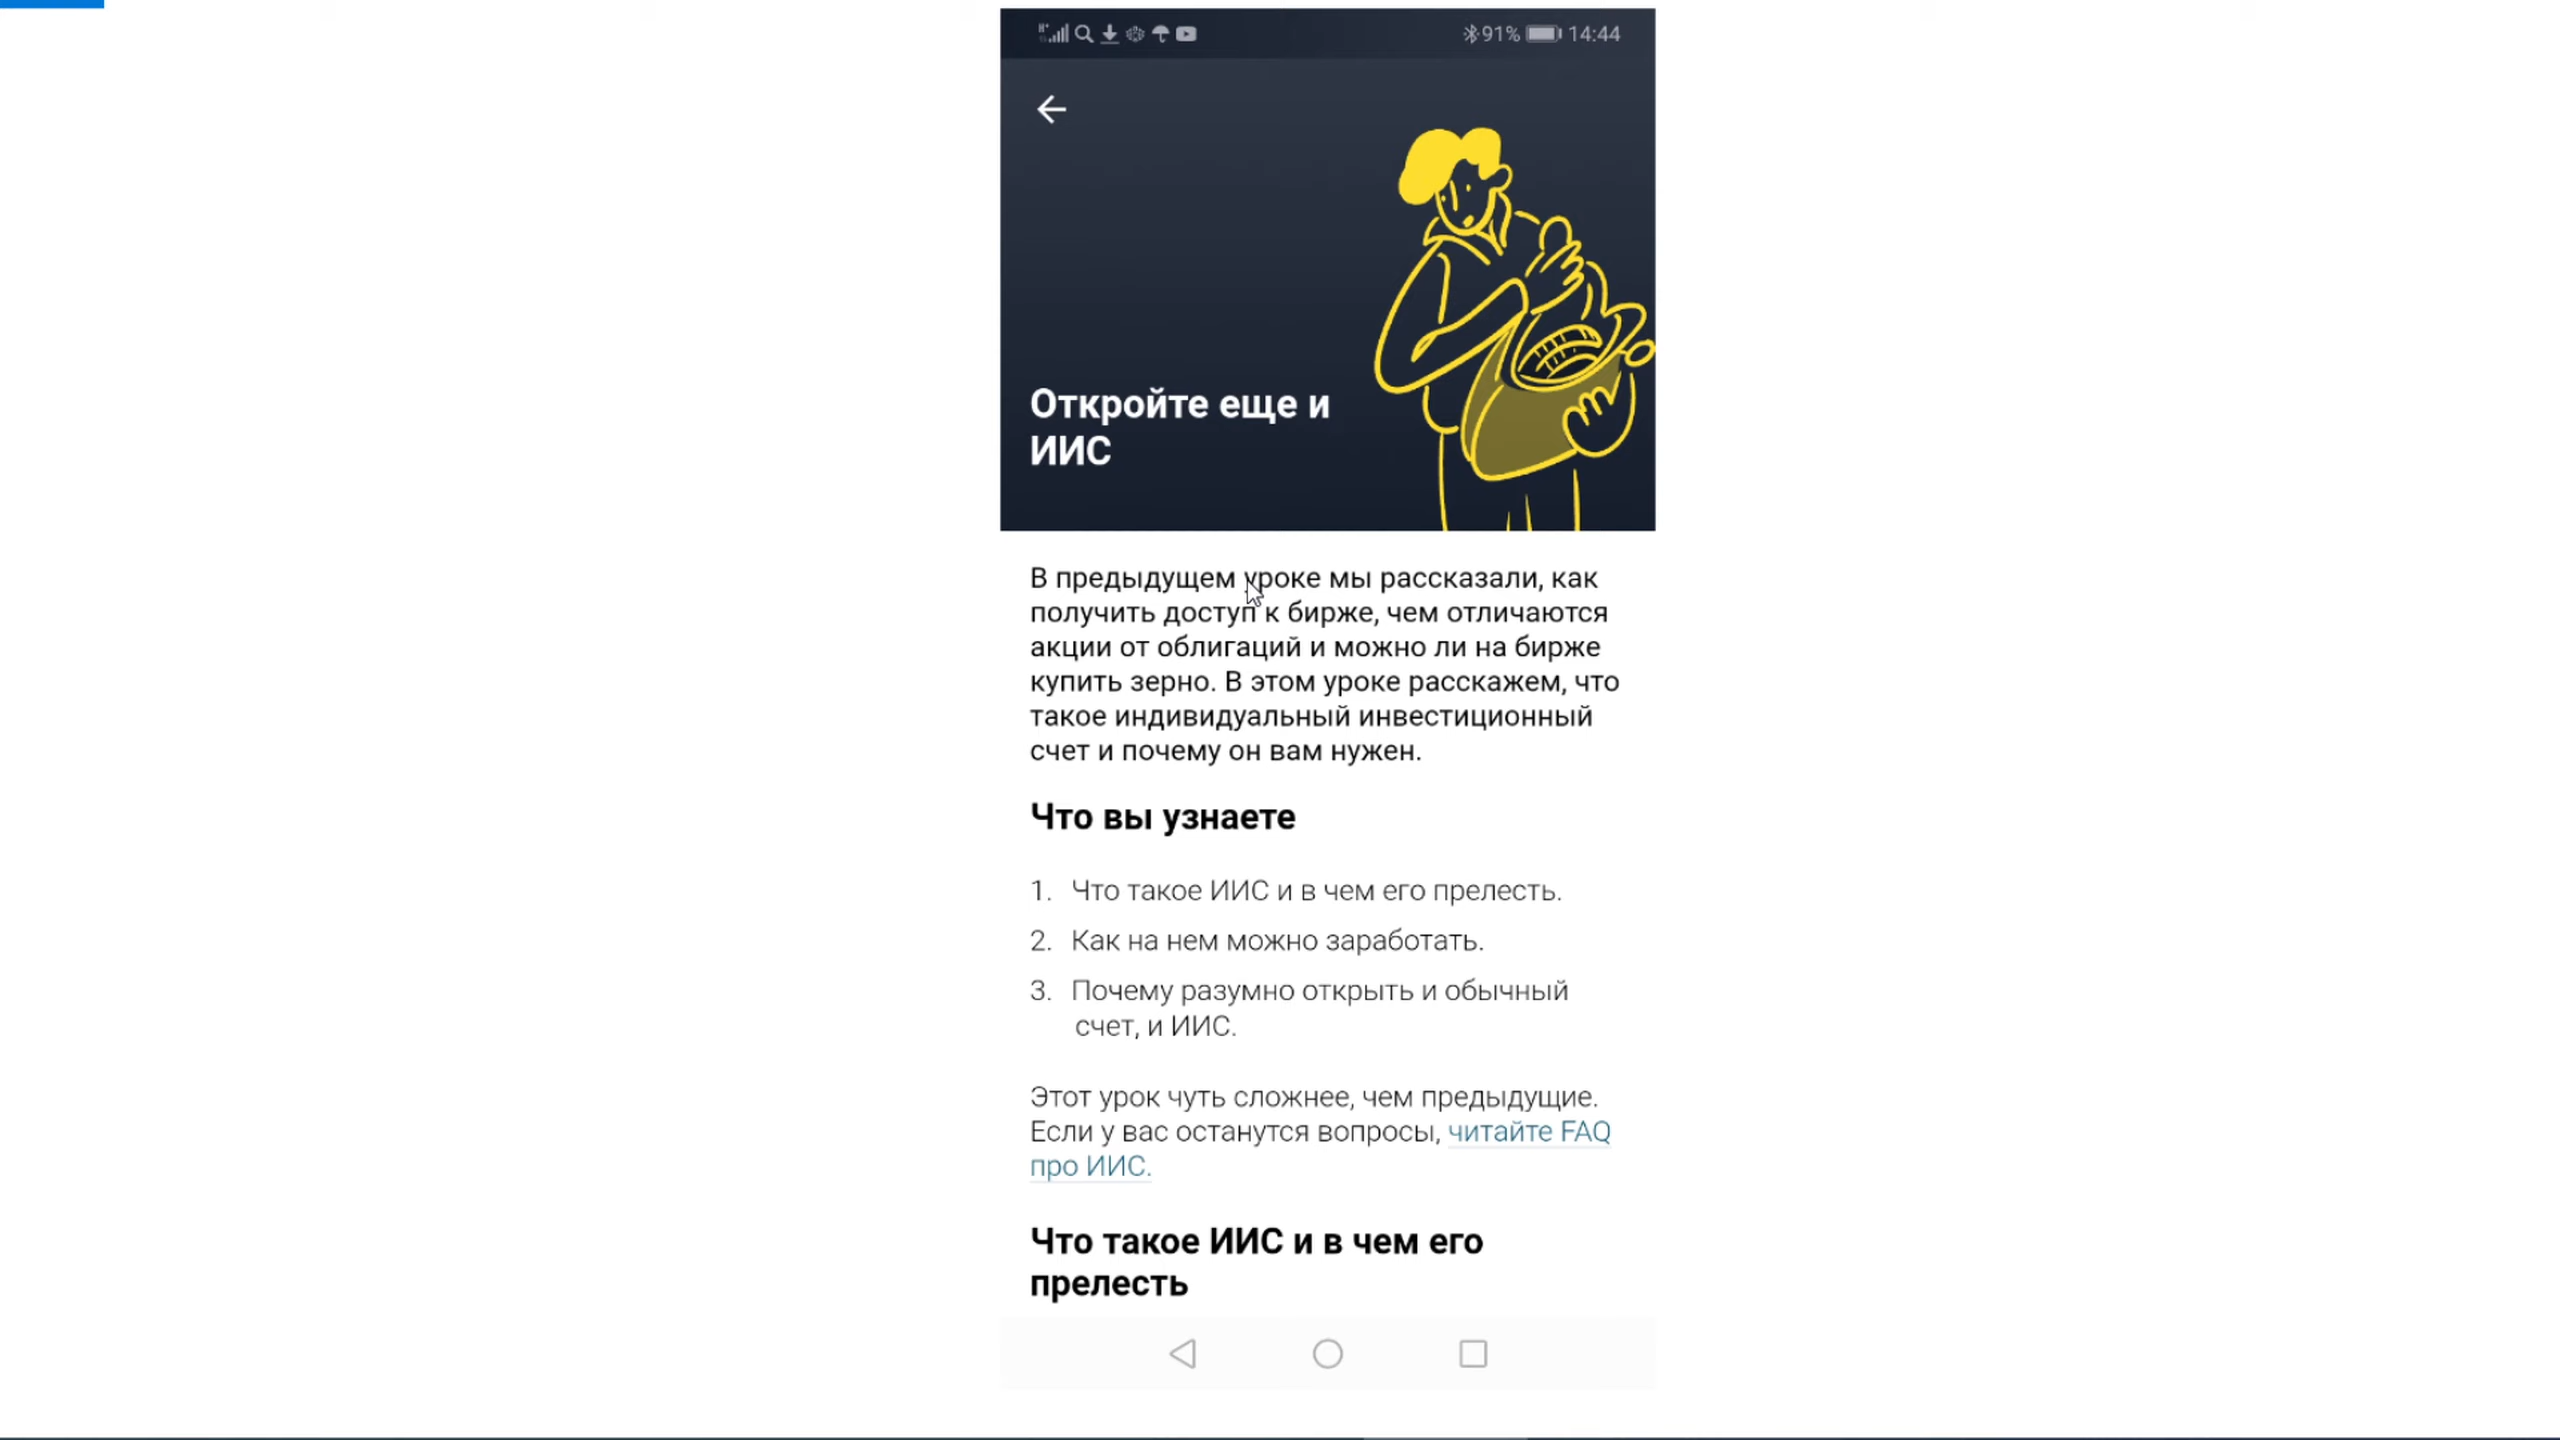 91% 14:44
Откройте еще и
ИИС
В предыдущем уроке мы рассказали, как
получить доступ к бирже, чем отличаются
акции от облигаций и можно ли на бирже
купить зерно. В этом уроке расскажем, что
такое индивидуальный инвестиционный
счет и почему он вам нужен.
Что вы узнаете
1. Что такое ИИС и в чем его прелесть.
2. Как на нем можно заработать.
3. Почему разумно открыть и обычный
счет, и ИИС.
Этот урок чуть сложнее, чем предыдущие.
Если у вас останутся вопросы, читайте FAQ
про ИИС.
Что такое ИИС и в чем его
прелесть